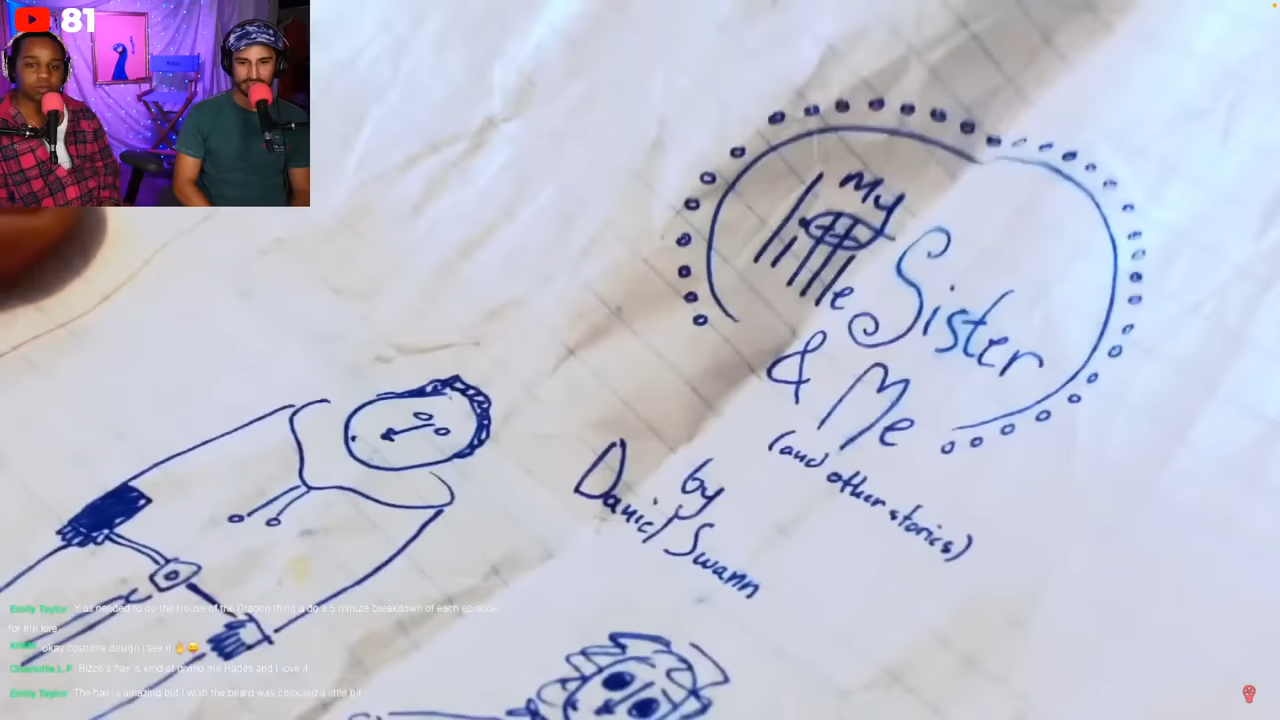 81
My
little
Sister
& Me
(and other stories)
by
Daniel Swann
Emily Taylor Y'all needed to do the House of the Dragon thing a do a 5 minute breakdown of each episode
for the lore
okay costume design i see it
Charlotte L.P Rizzo's hair is kind of giving me Hades and I love it
Emily Taylor The hair is amazing but I wish the beard was coloured a little bit